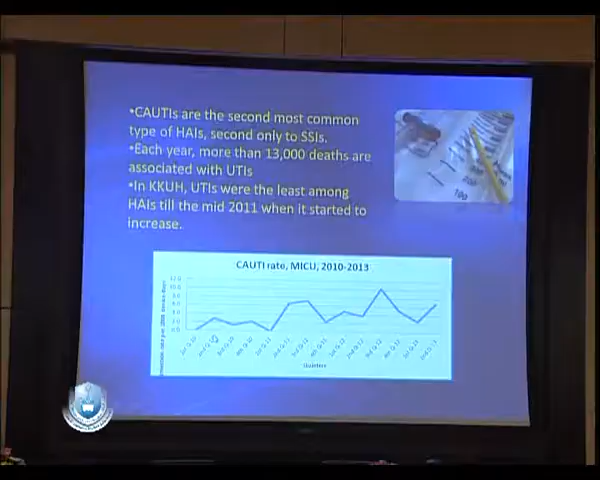 •CAUTIs are the second most common
type of HAIs, second only to SSIs.
•Each year, more than 13,000 deaths are
associated with UTIs
•In KKUH, UTIs were the least among
HAIs till the mid 2011 when it started to
increase.
CAUTI rate, MICU, 2010-2013
Quarters